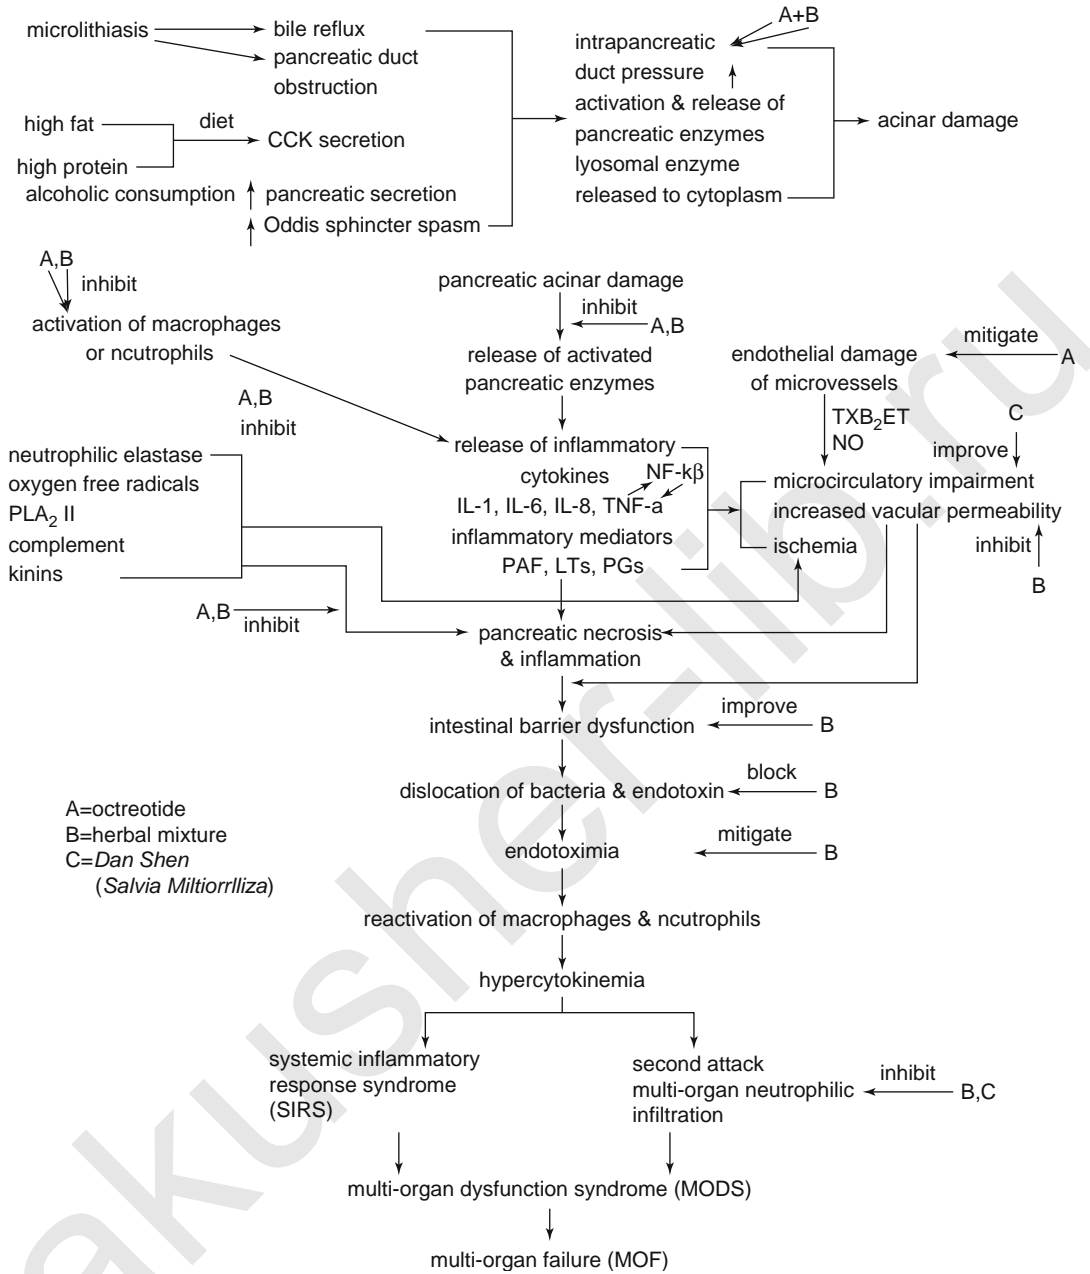 microlithiasis
bile reflux
pancreatic duct
obstruction
high fat
diet
CCK secretion
high protein
alcoholic consumption
pancreatic secretion
Oddis sphincter spasm
A+B
intrapancreatic
duct pressure
activation & release of
pancreatic enzymes
lyosomal enzyme
released to cytoplasm
acinar damage
A,B
inhibit
activation of macrophages
or ncutrophils
pancreatic acinar damage
inhibit
A,B
release of activated
pancreatic enzymes
endothelial damage
of microvessels
mitigate
A
TXB₂ET
NO
C
improve
A,B
inhibit
neutrophilic elastase
oxygen free radicals
PLA₂ II
complement
kinins
release of inflammatory
cytokines
NF-kβ
IL-1, IL-6, IL-8, TNF-a
inflammatory mediators
PAF, LTs, PGs
microcirculatory impairment
increased vacular permeability
ischemia
inhibit
B
A,B
inhibit
pancreatic necrosis
& inflammation
intestinal barrier dysfunction
improve
B
dislocation of bacteria & endotoxin
block
B
endotoximia
mitigate
B
A=octreotide
B=herbal mixture
C=Dan Shen
(Salvia Miltiorrlliza)
reactivation of macrophages & ncutrophils
hypercytokinemia
systemic inflammatory
response syndrome
(SIRS)
second attack
multi-organ neutrophilic
infiltration
inhibit
B,C
multi-organ dysfunction syndrome (MODS)
multi-organ failure (MOF)
akusher-lib.ru